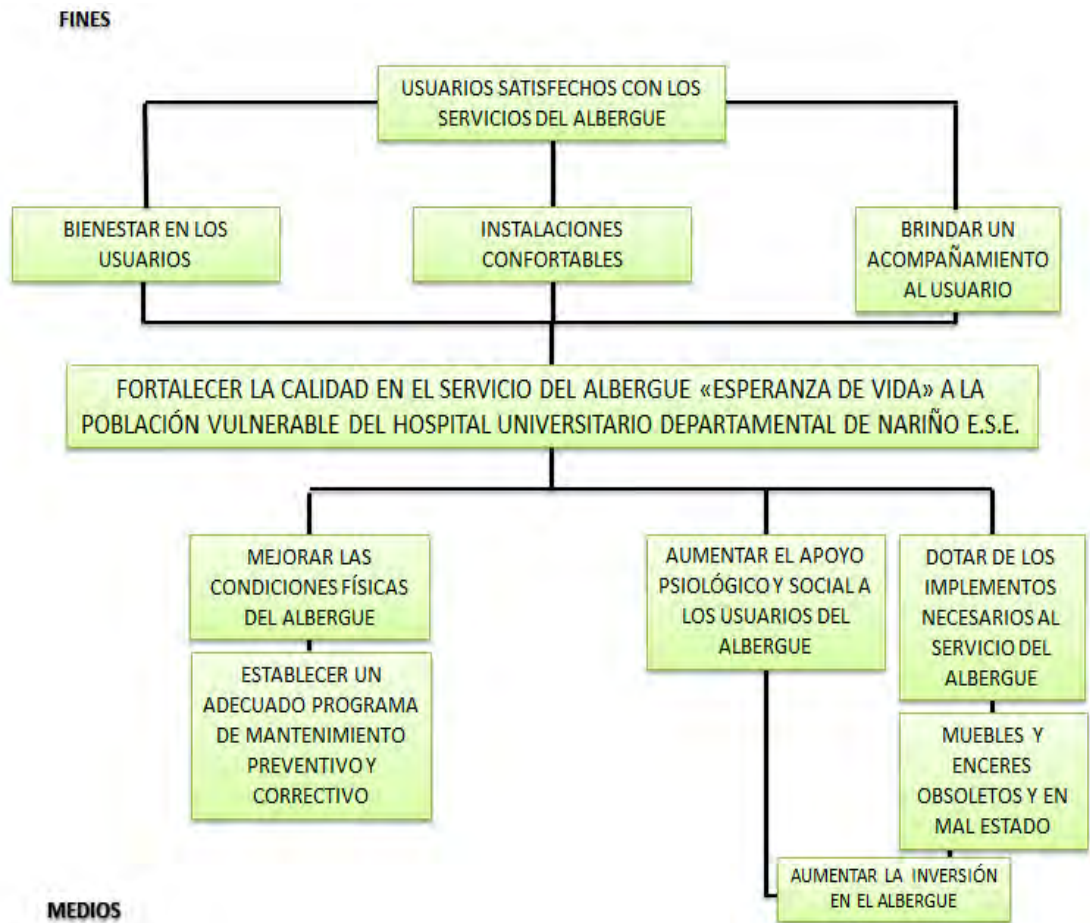 FINES
USUARIOS SATISFECHOS CON LOS
SERVICIOS DEL ALBERGUE
BIENESTAR EN LOS
USUARIOS
INSTALACIONES
CONFORTABLES
BRINDAR UN
ACOMPAÑAMIENTO
AL USUARIO
FORTALECER LA CALIDAD EN EL SERVICIO DEL ALBERGUE «ESPERANZA DE VIDA» A LA
POBLACIÓN VULNERABLE DEL HOSPITAL UNIVERSITARIO DEPARTAMENTAL DE NARIÑO E.S.E.
MEJORAR LAS
CONDICIONES FÍSICAS
DEL ALBERGUE
ESTABLECER UN
ADECUADO PROGRAMA
DE MANTENIMIENTO
PREVENTIVO Y
CORRECTIVO
AUMENTAR EL APOYO
PSIOLÓGICO Y SOCIAL A
LOS USUARIOS DEL
ALBERGUE
DOTAR DE LOS
IMPLEMENTOS
NECESARIOS AL
SERVICIO DEL
ALBERGUE
MUEBLES Y
ENCERES
OBSOLETOS Y EN
MAL ESTADO
AUMENTAR LA INVERSIÓN
EN EL ALBERGUE
MEDIOS